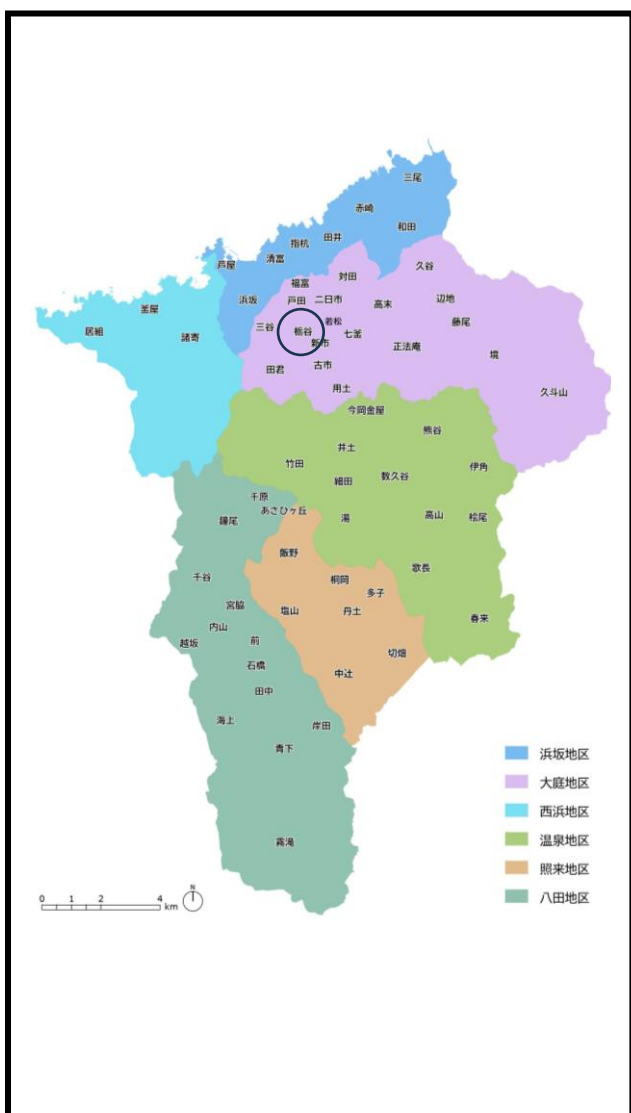 三尾
赤崎
和田
田井
指杭
清富
芦屋
久谷
対田
福富
浜坂
戸田
二日市
高末
辺地
釜屋
三谷
栃谷
若松
藤尾
居組
諸寄
七釜
新市
正法庵
境
田君
古市
用土
久斗山
今岡金屋
熊谷
井土
竹田
伊角
細田
数久谷
千原
あさひヶ丘
鐘尾
湯
高山
桧尾
飯野
歌長
千谷
桐岡
多子
宮脇
塩山
丹土
春来
内山
越坂
前
切畑
石橋
中辻
田中
海上
岸田
青下
浜坂地区
大庭地区
西浜地区
霧滝
温泉地区
照来地区
八田地区
N
0 1 2 4
km